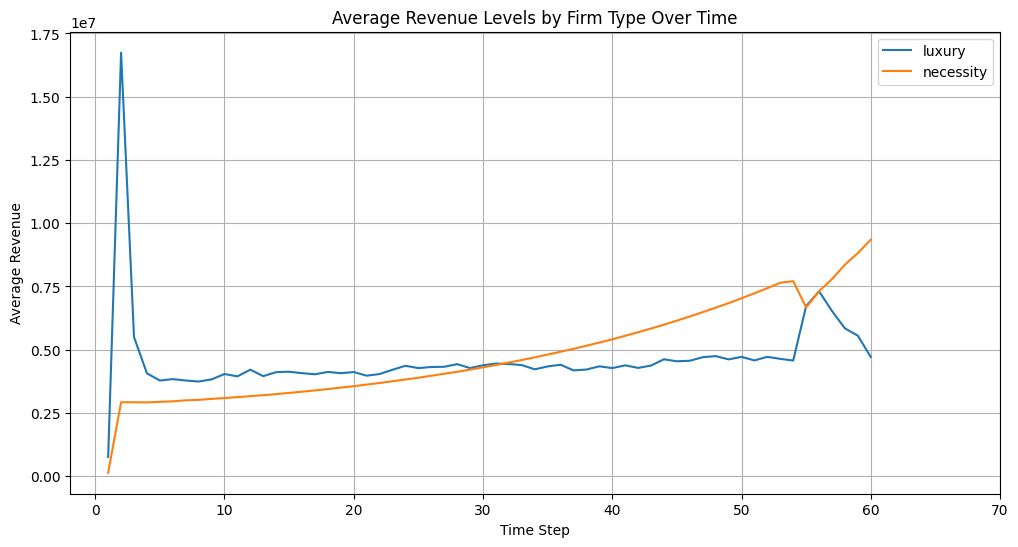 Average Revenue Levels by Firm Type Over Time
1e7
1.75
1.50
1.25
1.00
0.75
0.50
0.25
0.00
Average Revenue
luxury
necessity
0 10 20 30 40 50 60 70
Time Step